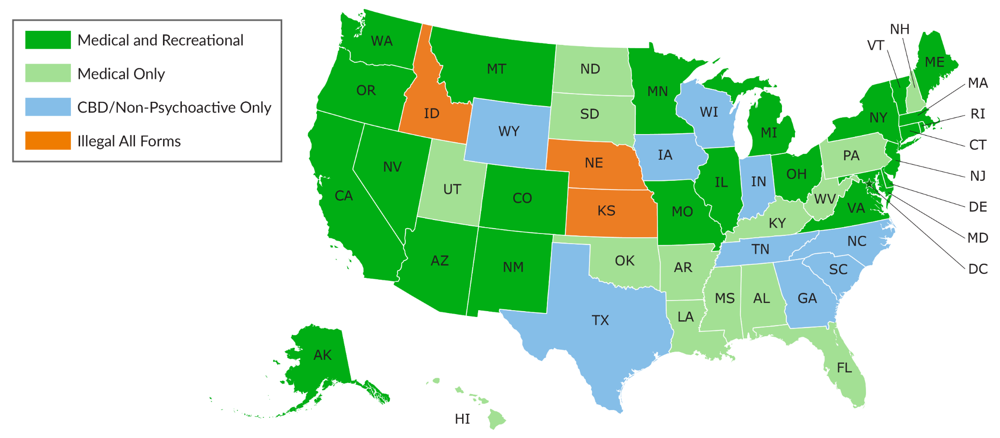 Medical and Recreational
Medical Only
CBD/Non-Psychoactive Only
Illegal All Forms
NH
VT
WA
ME
MT
ND
MA
OR
MN
ID
SD
WI
NY
RI
WY
MI
CT
NV
NE
IA
PA
OH
NJ
UT
CO
IL
IN
CA
KS
MO
WV
VA
DE
KY
MD
AZ
NM
OK
AR
TN
NC
SC
DC
MS
AL
GA
TX
LA
AK
FL
HI